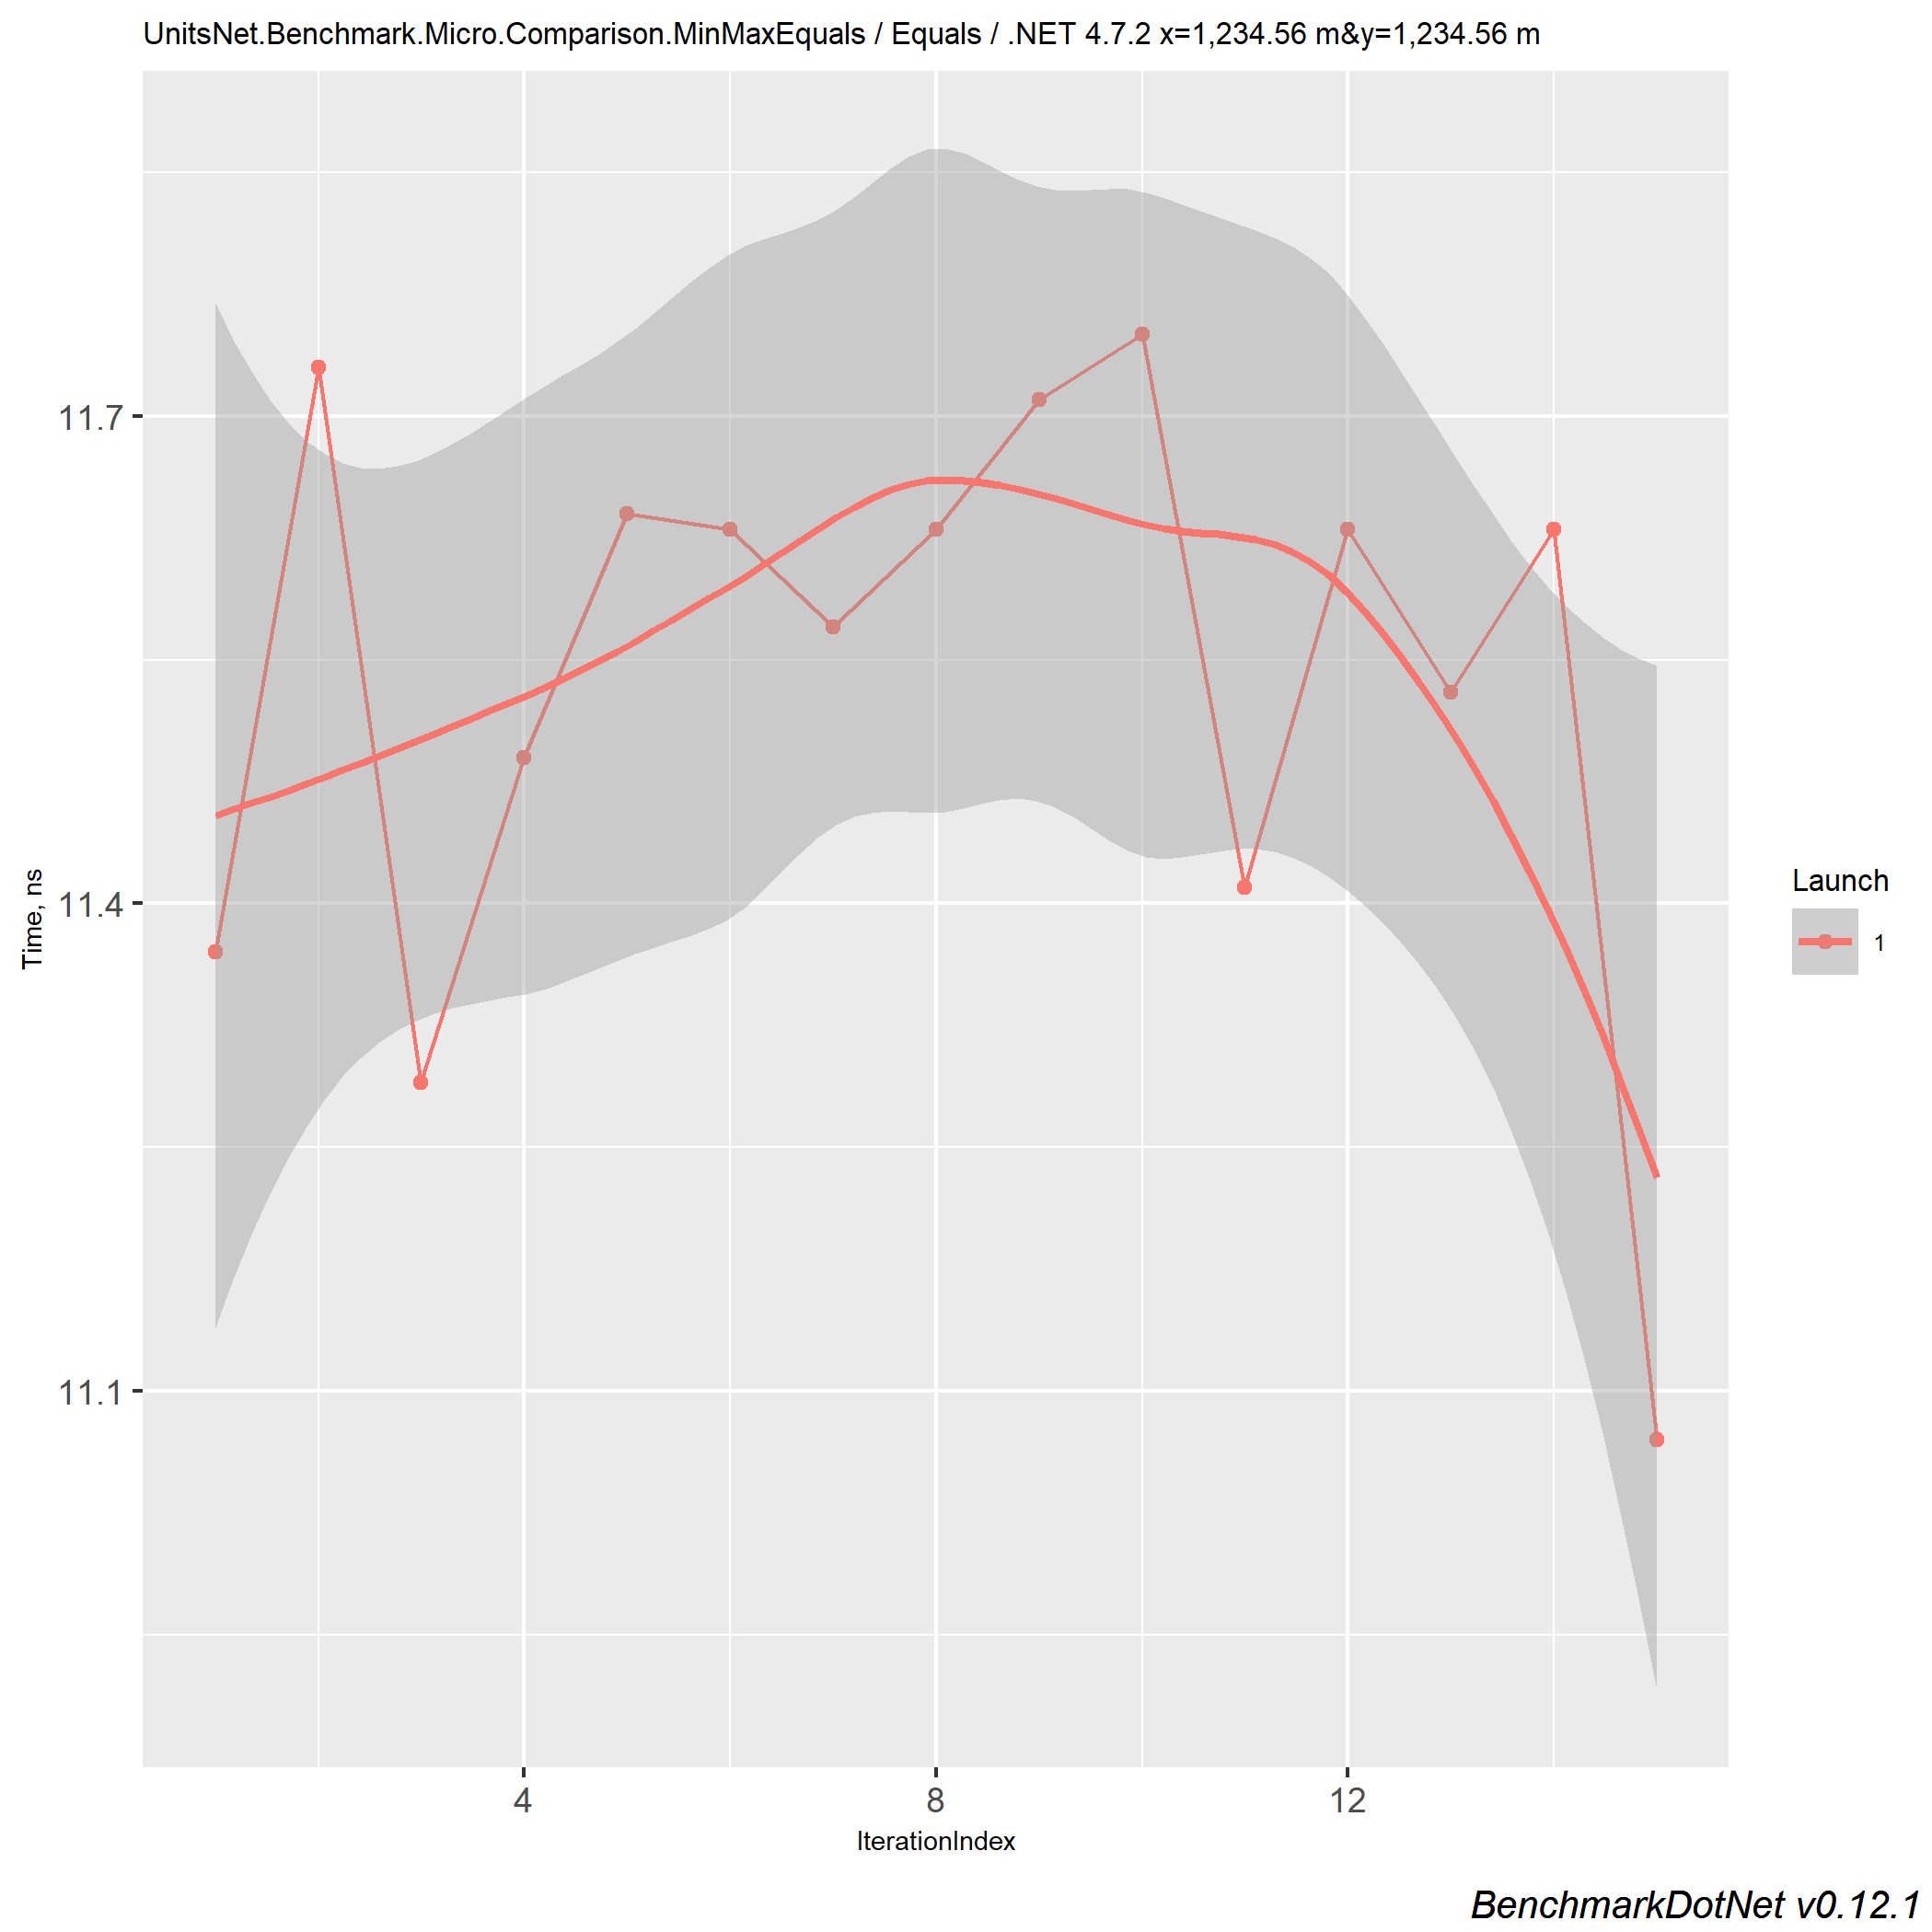 UnitsNet.Benchmark.Micro.Comparison.MinMaxEquals / Equals / .NET 4.7.2 x=1,234.56 m&y=1,234.56 m
11.7
11.4
11.1
Time, ns
4 8 12
IterationIndex
Launch
1
BenchmarkDotNet v0.12.1